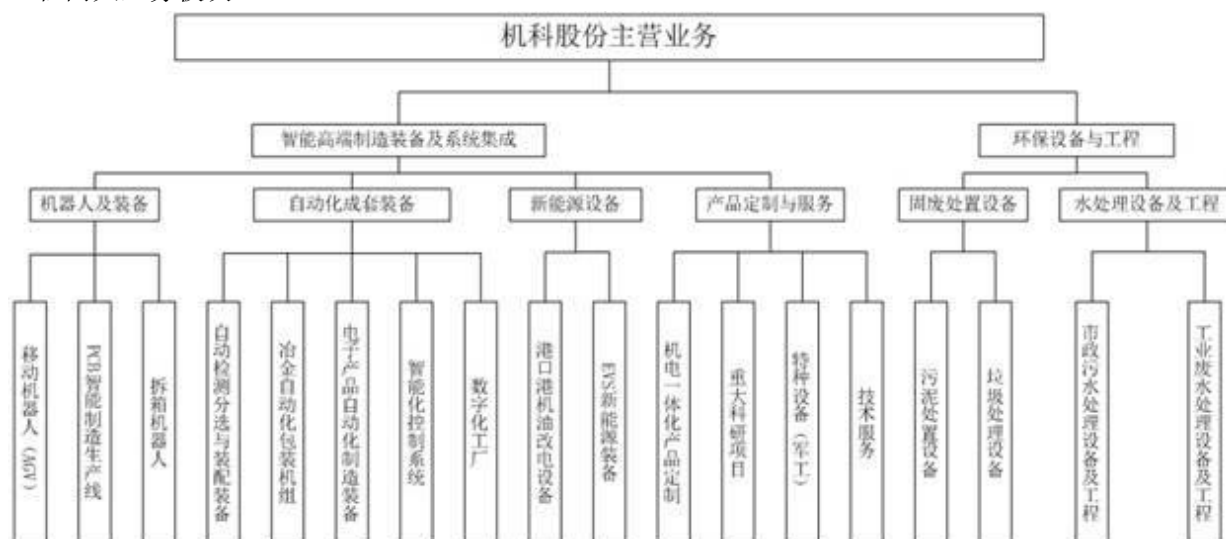 机科股份主营业务
智能高端制造装备及系统集成
环保设备与工程
机器人及装备
自动化成套装备
新能源设备
产品定制与服务
固废处置设备
水处理设备及工程
移动机器人（AGV）
PCB智能制造生产线
拆箱机器人
自动检测分选与装配装备
冶金自动化包装机组
电子产品自动化制造装备
智能化控制系统
数字化工厂
港口港机油改电设备
EVS新能源装备
机电一体化产品定制
重大科研项目
特种设备（军工）
技术服务
污泥处置设备
垃圾处理设备
市政污水处理设备及工程
工业废水处理设备及工程